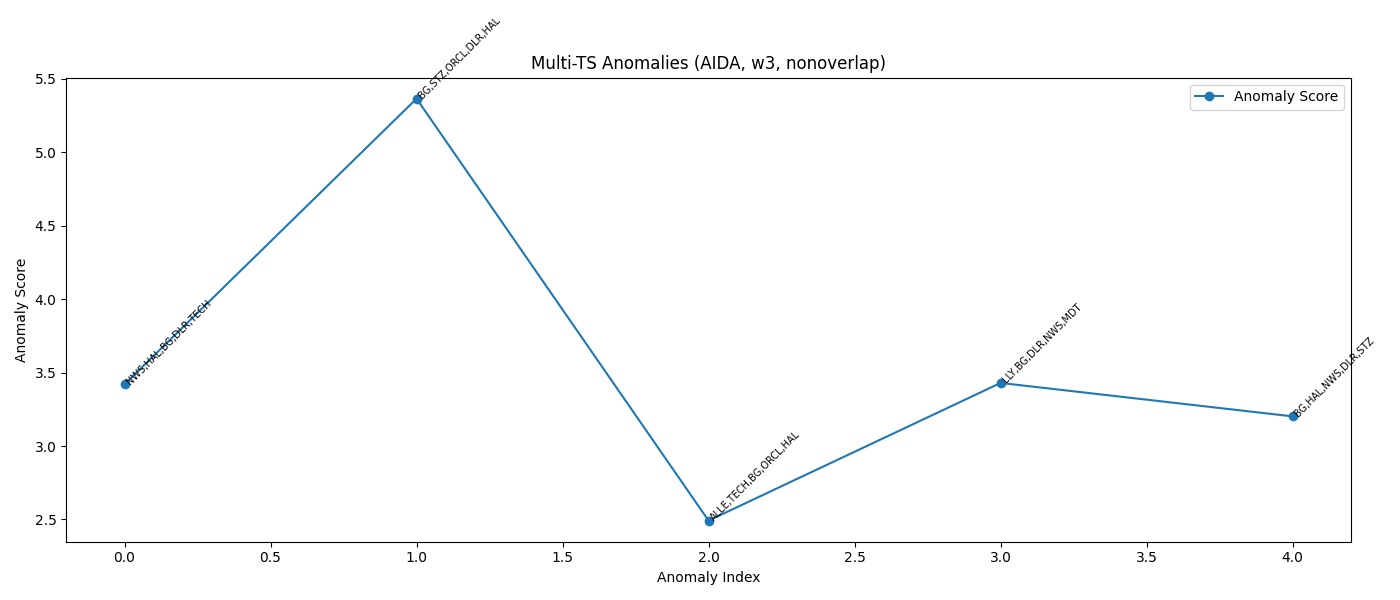 BG,STZ,ORCL,DLR,HAL
Multi-TS Anomalies (AIDA, w3, nonoverlap)
Anomaly Score
5.5
5.0
4.5
4.0
3.5
3.0
2.5
Anomaly Score
NWS,HAL,BG,DLR,TECH
LLY,BG,DLR,NWS,MDT
BG,HAL,NWS,DLR,STZ
ALLE,TECH,BG,ORCL,HAL
0.0 0.5 1.0 1.5 2.0 2.5 3.0 3.5 4.0
Anomaly Index